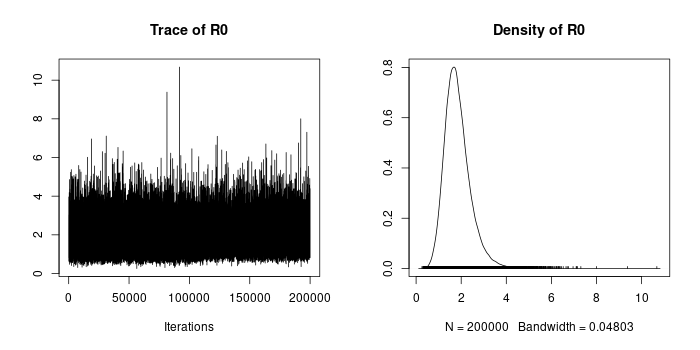 Trace of R0
10
8
6
4
2
0
0 50000 100000 150000 200000
Iterations
Density of R0
0.8
0.6
0.4
0.2
0.0
0 2 4 6 8 10
N = 200000 Bandwidth = 0.04803